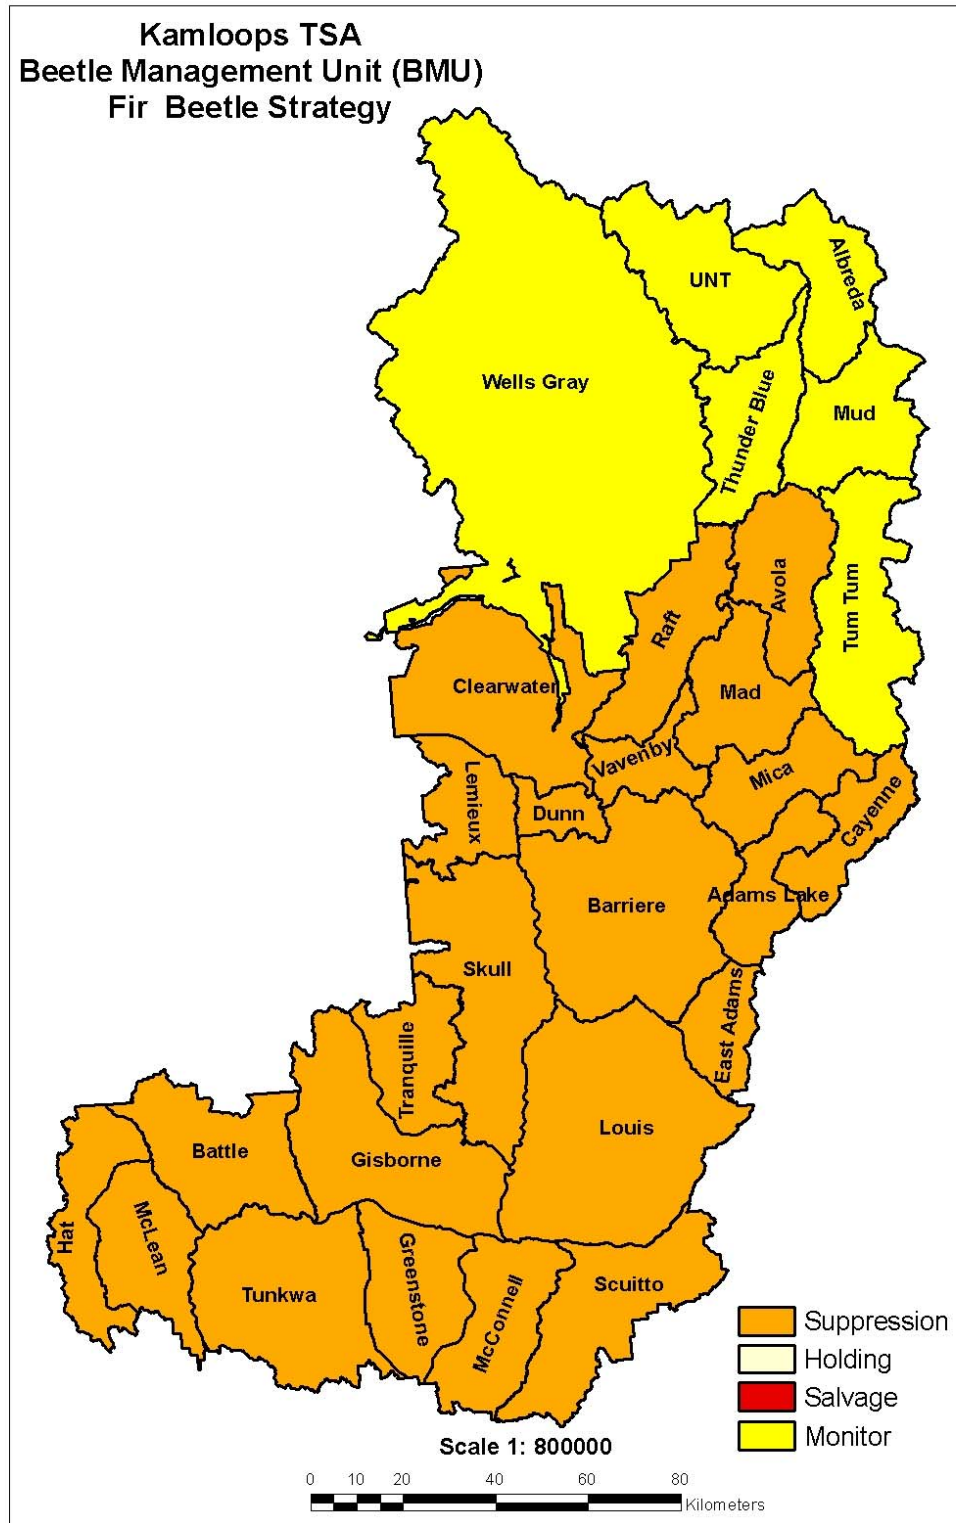 Kamloops TSA
Beetle Management Unit (BMU)
Fir Beetle Strategy
UNT
Albreda
Wells Gray
Thunder Blue
Mud
Avola
Tum Tum
Raft
Clearwater
Mad
Vavenby
Mica
Lemieux
Dunn
Cayenne
Adams Lake
Barriere
Skull
East Adams
Tranquille
Louis
Battle
Gisborne
Hat
McLean
Tunkwa
Greenstone
McConnell
Scuitto
Suppression
Holding
Salvage
Monitor
Scale 1: 800000
0 10 20 40 60 80
Kilometers